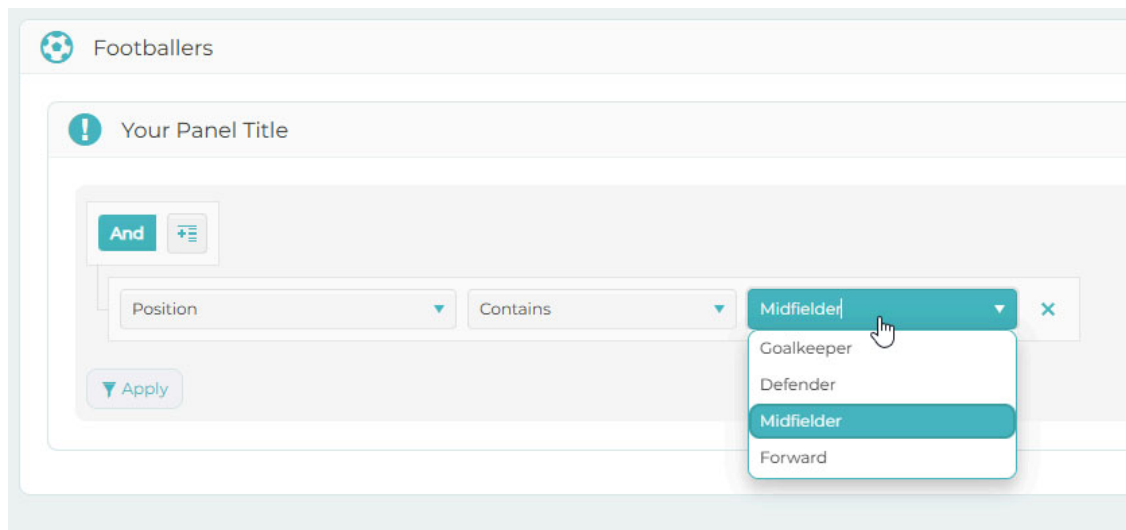 Footballers
Your Panel Title
And
Position Contains Midfielder
Goalkeeper
Defender
Apply
Midfielder
Forward